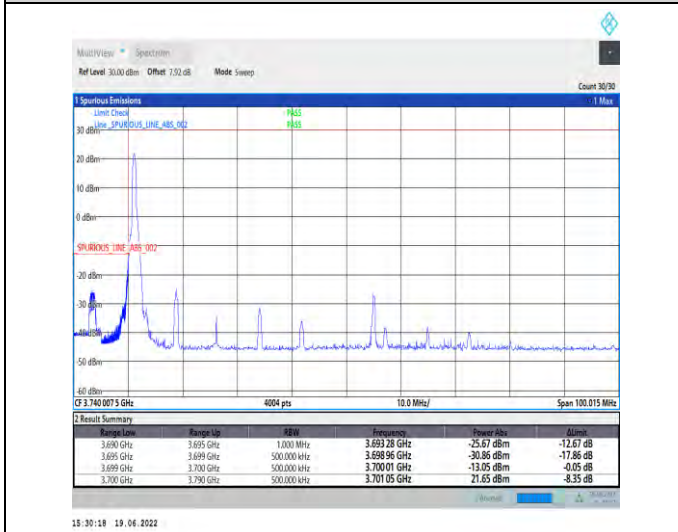 MultiView Spectrum
Ref Level 30.00 dBm Offset 7.92 dB Mode Sweep
Count 30/30
1 Spurious Emissions 1 Max
Limit Check PASS
Line _SPURIOUS_LINE_ABS_002 PASS
30 dBm
20 dBm
10 dBm
0 dBm
_SPURIOUS_LINE_ABS_002
-20 dBm
-30 dBm
-40 dBm
-50 dBm
-60 dBm
CF 3.740 007 5 GHz 4004 pts 10.0 MHz/ Span 100.015 MHz
2 Result Summary
Range Low Range Up RBW Frequency Power Abs ΔLimit
3.690 GHz 3.695 GHz 1.000 MHz 3.693 28 GHz -25.67 dBm -12.67 dB
3.695 GHz 3.699 GHz 500.000 kHz 3.698 96 GHz -30.86 dBm -17.86 dB
3.699 GHz 3.700 GHz 500.000 kHz 3.700 01 GHz -13.05 dBm -0.05 dB
3.700 GHz 3.790 GHz 500.000 kHz 3.701 05 GHz 21.65 dBm -8.35 dB
15:30:18 19.06.2022